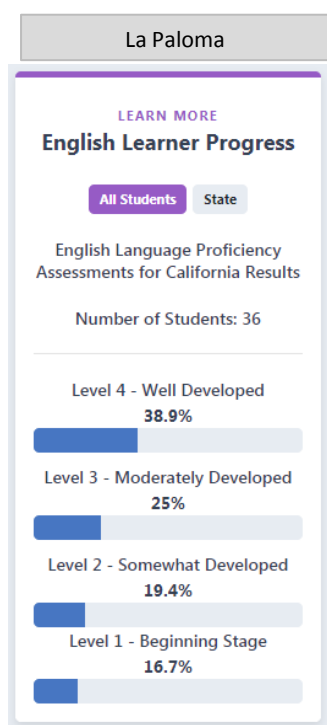 La Paloma
LEARN MORE
English Learner Progress
All Students State
English Language Proficiency
Assessments for California Results
Number of Students: 36
Level 4 - Well Developed
38.9%
Level 3 - Moderately Developed
25%
Level 2 - Somewhat Developed
19.4%
Level 1 - Beginning Stage
16.7%